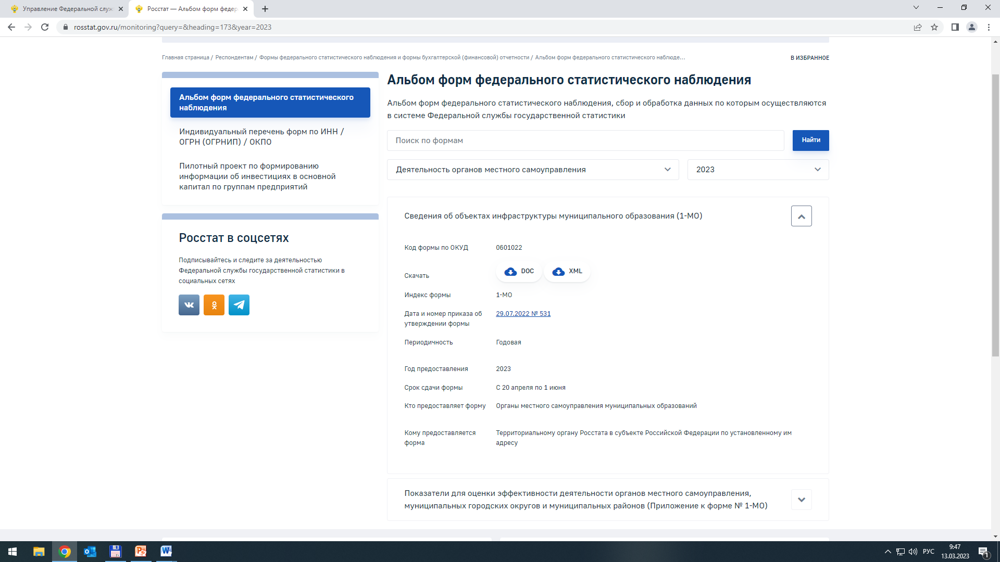 Управление Федеральной служ
Росстат — Альбом форм федер
rosstat.gov.ru/monitoring?query=&heading=173&year=2023
Главная страница / Респондентам / Формы федерального статистического наблюдения и формы бухгалтерской (финансовой) отчетности / Альбом форм федерального статистического наблюде...
В ИЗБРАННОЕ
Альбом форм федерального статистического
наблюдения
Индивидуальный перечень форм по ИНН /
ОГРН (ОГРНИП) / ОКПО
Пилотный проект по формированию
информации об инвестициях в основной
капитал по группам предприятий
Росстат в соцсетях
Подписывайтесь и следите за деятельностью
Федеральной службы государственной статистики в
социальных сетях
Альбом форм федерального статистического наблюдения
Альбом форм федерального статистического наблюдения, сбор и обработка данных по которым осуществляются
в системе Федеральной службы государственной статистики
Поиск по формам
Найти
Деятельность органов местного самоуправления
2023
Сведения об объектах инфраструктуры муниципального образования (1-МО)
Код формы по ОКУД 0601022
Скачать DOC XML
Индекс формы 1-МО
Дата и номер приказа об
утверждении формы
29.07.2022 № 531
Периодичность Годовая
Год предоставления 2023
Срок сдачи формы С 20 апреля по 1 июня
Кто предоставляет форму Органы местного самоуправления муниципальных образований
Кому предоставляется
форма
Территориальному органу Росстата в субъекте Российской Федерации по установленному им
адресу
Показатели для оценки эффективности деятельности органов местного самоуправления,
муниципальных городских округов и муниципальных районов (Приложение к форме № 1-МО)
РУС
9:47
13.03.2023
1